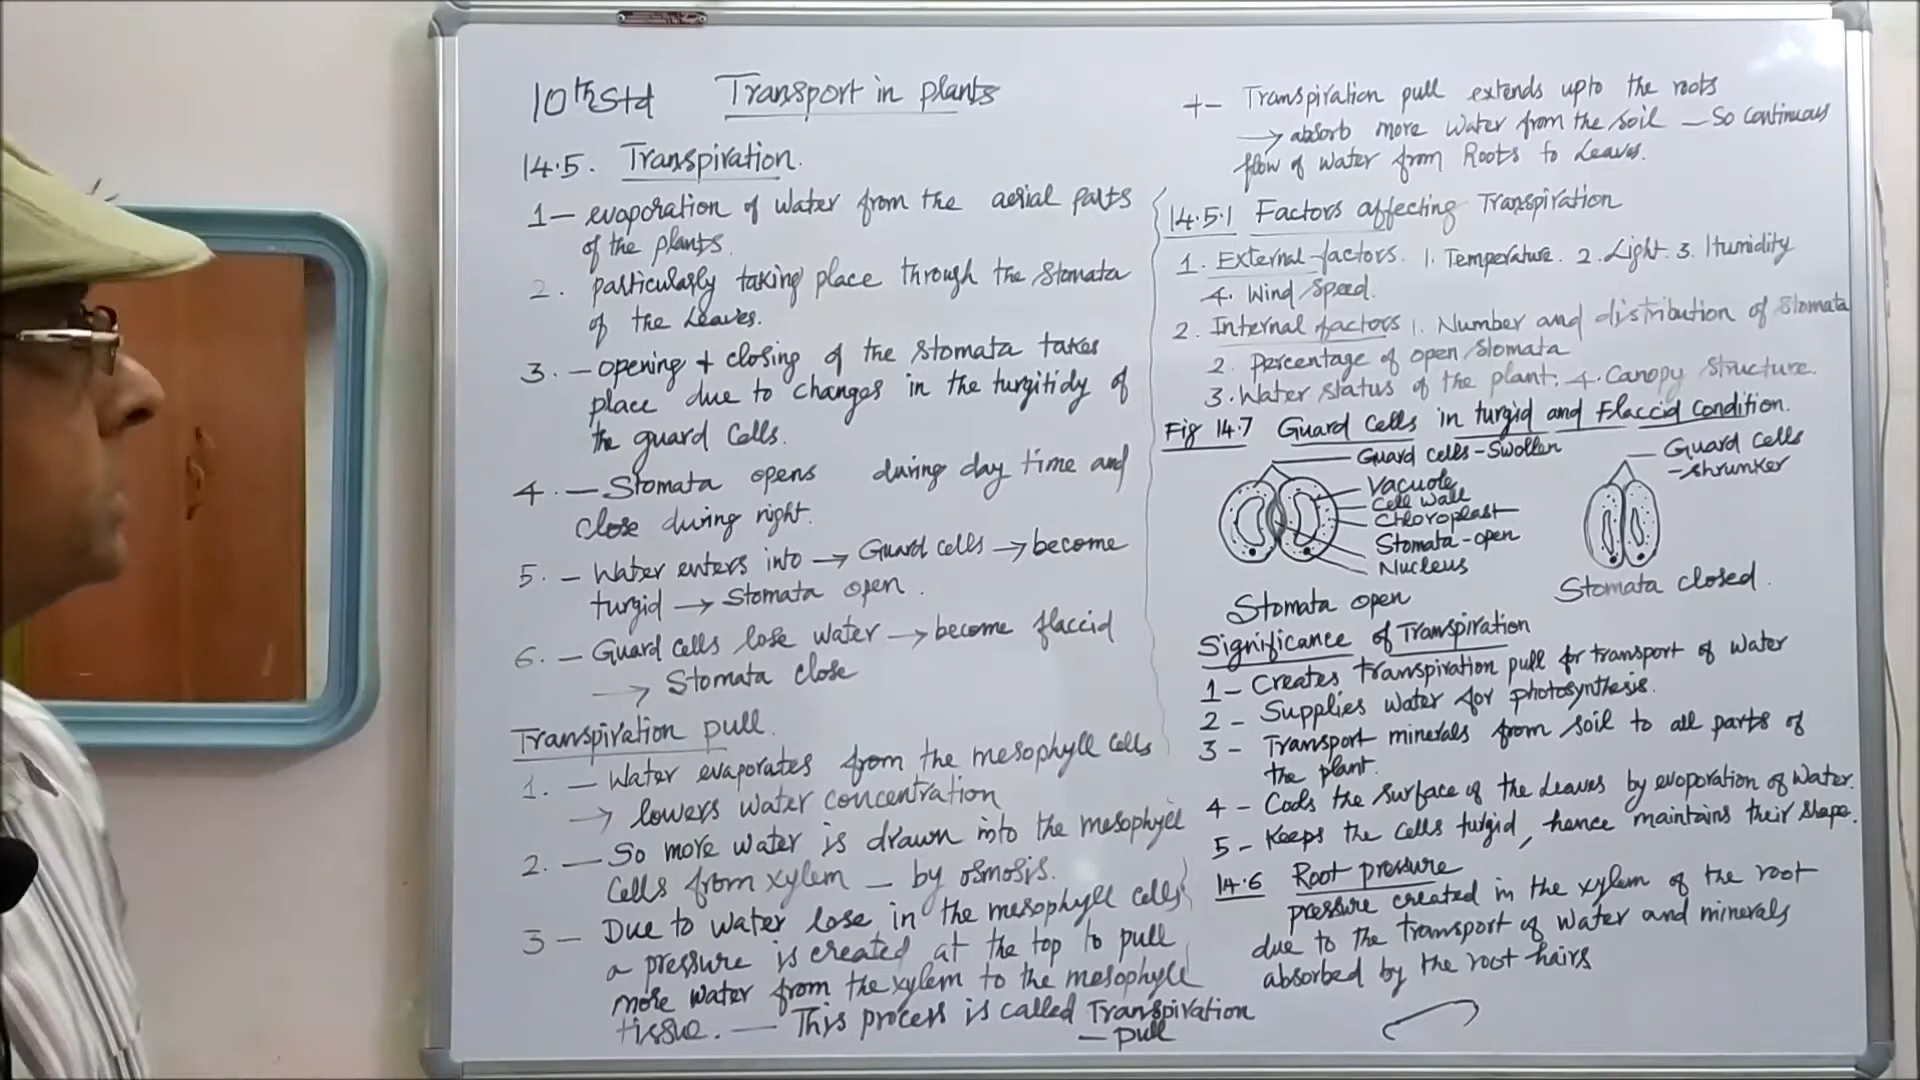 10th Std Transport in plants
14.5. Transpiration.
1 - evaporation of water from the aerial parts
of the plants.
2. particularly taking place through the stomata
of the Leaves.
3. - opening + closing of the stomata takes
place due to changes in the turgitidy of
the guard Cells.
4. - Stomata opens during day time and
close during right.
5. - Water enters into → Guard cells → become
turgid → Stomata open.
6. - Guard cells lose water → become flaccid
→ Stomata close
Transpiration pull.
1. - Water evaporates from the mesophyll cells
→ lowers water concentration
2. - So more water is drawn into the mesophyll
Cells from xylem - by osmosis.
3 - Due to water lose in the mesophyll cells
a pressure is created at the top to pull
more water from the xylem to the mesophyll
tissue. - This process is called Transpiration
- pull
4 - Transpiration pull extends upto the roots
→ absorb more water from the soil - So continuous
flow of water from Roots to Leaves.
14.5.1 Factors affecting Transpiration
1. External factors. 1. Temperature. 2. Light. 3. Humidity
4. Wind speed.
2. Internal factors 1. Number and distribution of stomata
2. percentage of open stomata
3. Water status of the plant. 4. Canopy structure.
Fig 14.7 Guard Cells in turgid and Flaccid Condition.
Guard cells - Swollen
Vacuole
Cell wall
Chloroplast
Stomata - open
Nucleus
Stomata open
Guard cells
- shrunker
Stomata closed.
Significance of Transpiration
1 - Creates transpiration pull for transport of water
2 - Supplies water for photosynthesis.
3 - Transport minerals from soil to all parts of
the plant.
4 - Cools the surface of the Leaves by evoporation of water.
5 - Keeps the cells turgid, hence maintains their shape.
14.6 Root pressure
pressure created in the xylem of the root
due to the transport of water and minerals
absorbed by the root hairs